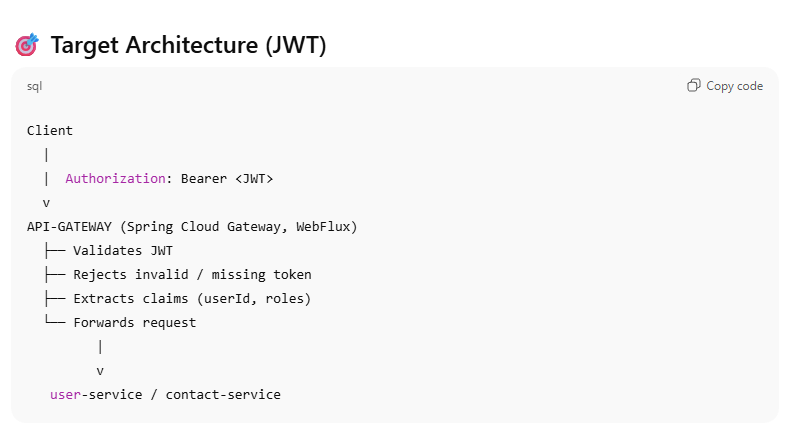 🎯 Target Architecture (JWT)
sql
Copy code
Client
  |
  |  Authorization: Bearer <JWT>
  v
API-GATEWAY (Spring Cloud Gateway, WebFlux)
  ├── Validates JWT
  ├── Rejects invalid / missing token
  ├── Extracts claims (userId, roles)
  └── Forwards request
         |
         v
   user-service / contact-service